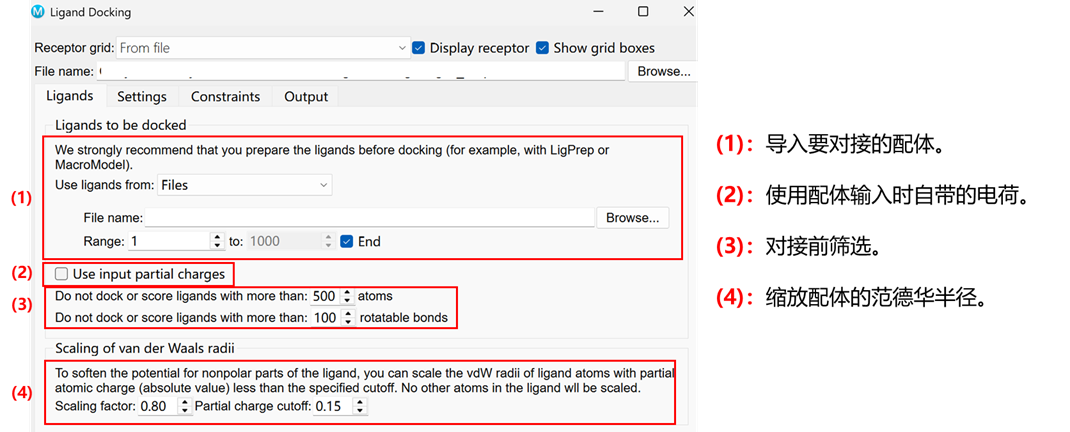 Ligand Docking
Receptor grid: From file Display receptor Show grid boxes
File name: Browse...
Ligands Settings Constraints Output
Ligands to be docked
We strongly recommend that you prepare the ligands before docking (for example, with LigPrep or
MacroModel).
(1)
Use ligands from: Files
File name: Browse...
Range: 1 to: 1000 End
(2) Use input partial charges
(3)
Do not dock or score ligands with more than: 500 atoms
Do not dock or score ligands with more than: 100 rotatable bonds
Scaling of van der Waals radii
To soften the potential for nonpolar parts of the ligand, you can scale the vdW radii of ligand atoms with partial
atomic charge (absolute value) less than the specified cutoff. No other atoms in the ligand wll be scaled.
(4)
Scaling factor: 0.80 Partial charge cutoff: 0.15
(1)：导入要对接的配体。
(2)：使用配体输入时自带的电荷。
(3)：对接前筛选。
(4)：缩放配体的范德华半径。